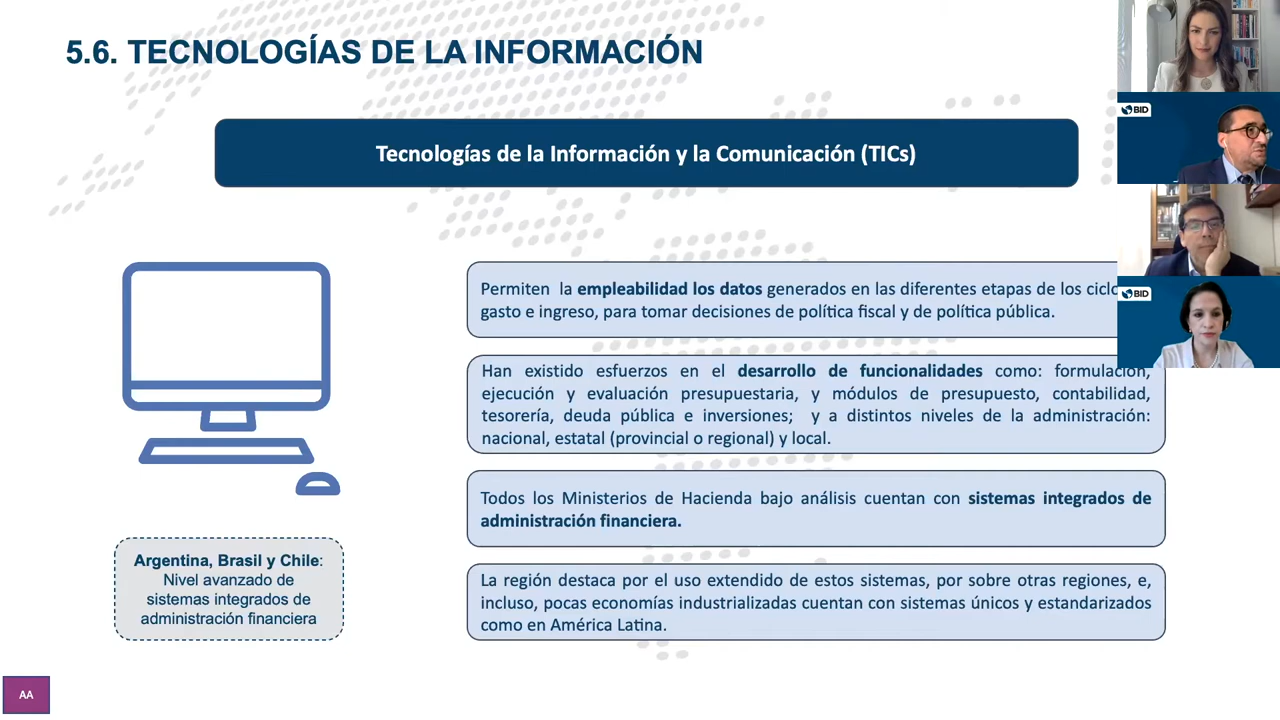 5.6. TECNOLOGÍAS DE LA INFORMACIÓN
Tecnologías de la Información y la Comunicación (TICs)
Permiten la empleabilidad los datos generados en las diferentes etapas de los
gasto e ingreso, para tomar decisiones de política fiscal y de política pública.
Han existido esfuerzos en el desarrollo de funcionalidades como: formulación,
ejecución y evaluación presupuestaria, y módulos de presupuesto, contabilidad,
tesorería, deuda pública e inversiones; y a distintos niveles de la administración:
nacional, estatal (provincial o regional) y local.
Todos los Ministerios de Hacienda bajo análisis cuentan con sistemas integrados de
administración financiera.
La región destaca por el uso extendido de estos sistemas, por sobre otras regiones, e,
incluso, pocas economías industrializadas cuentan con sistemas únicos y estandarizados
como en América Latina.
Argentina, Brasil y Chile:
Nivel avanzado de
sistemas integrados de
administración financiera
AA
BID
BID